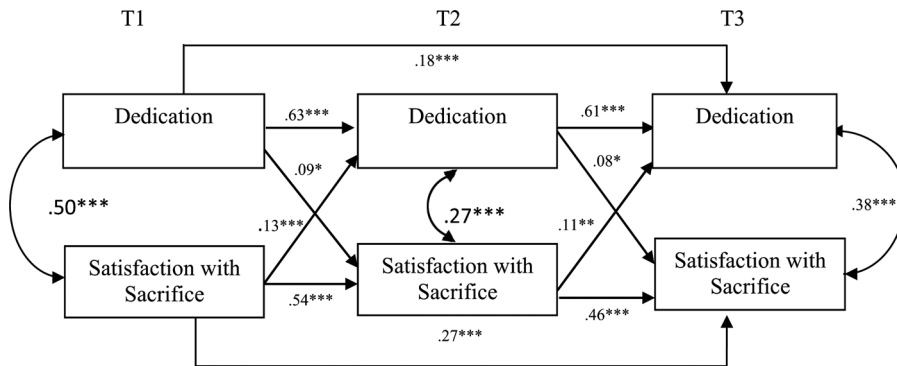 T1 T2 T3
.18***
Dedication Dedication Dedication
.63*** .61***
.09* .08*
.50*** .27*** .38***
.13*** .11**
Satisfaction with Sacrifice
Satisfaction with Sacrifice
Satisfaction with Sacrifice
.54*** .46***
.27***